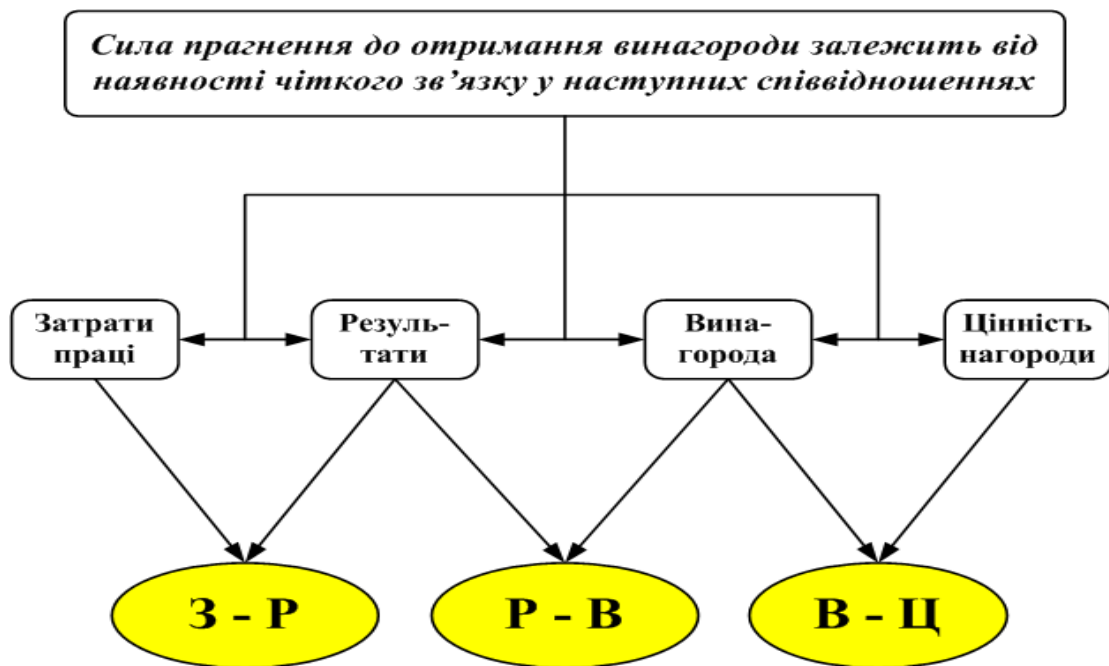 Сила прагнення до отримання винагороди залежить від
наявності чіткого зв’язку у наступних співвідношеннях
Затрати
праці
Резуль-
тати
Вина-
города
Цінність
нагороди
З - Р
Р - В
В - Ц